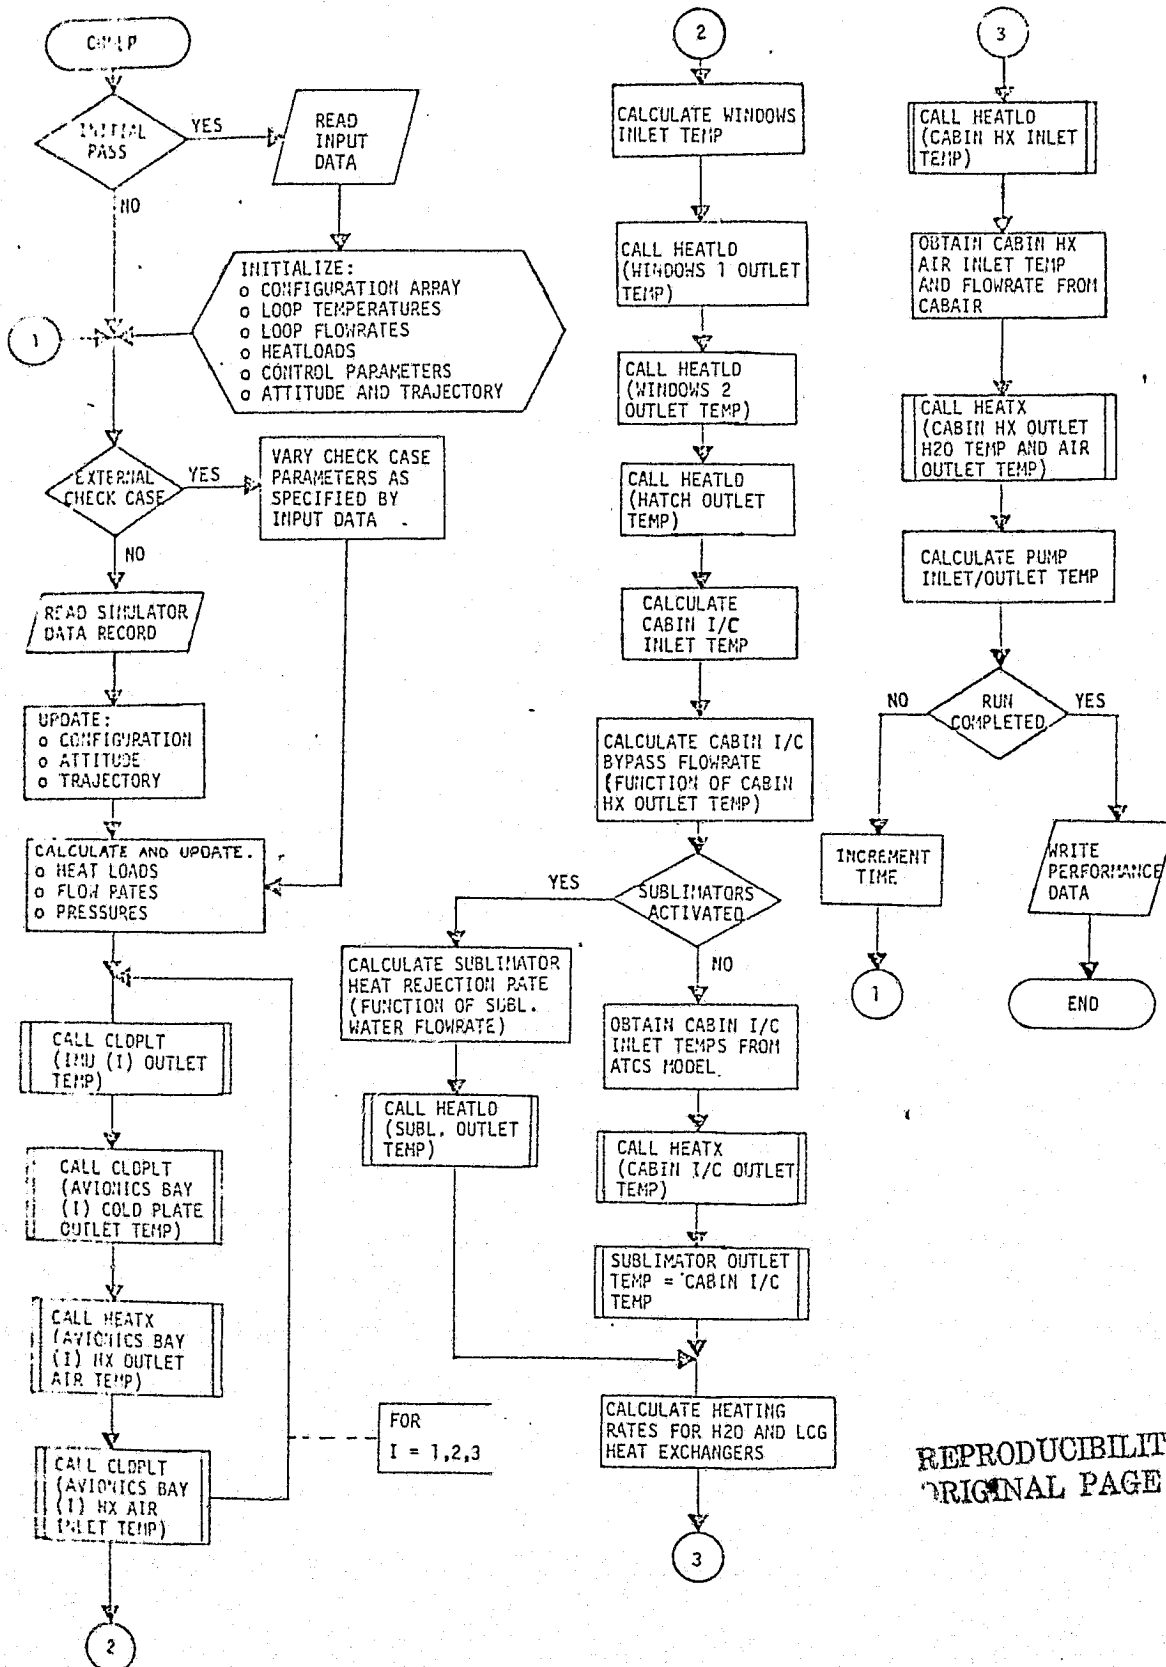 INITIAL
PASS
YES
NO
READ
INPUT
DATA
INITIALIZE:
o CONFIGURATION ARRAY
o LOOP TEMPERATURES
o LOOP FLOWRATES
o HEATLOADS
o CONTROL PARAMETERS
o ATTITUDE AND TRAJECTORY
1
EXTERNAL
CHECK CASE
YES
NO
VARY CHECK CASE
PARAMETERS AS
SPECIFIED BY
INPUT DATA
READ SIMULATOR
DATA RECORD
UPDATE:
o CONFIGURATION
o ATTITUDE
o TRAJECTORY
CALCULATE AND UPDATE.
o HEAT LOADS
o FLOW RATES
o PRESSURES
CALL CLDPLT
(IMU (I) OUTLET
TEMP)
CALL CLDPLT
(AVIONICS BAY
(I) COLD PLATE
OUTLET TEMP)
CALL HEATX
(AVIONICS BAY
(I) HX OUTLET
AIR TEMP)
CALL CLDPLT
(AVIONICS BAY
(I) HX AIR
INLET TEMP)
FOR
I = 1,2,3
2
2
CALCULATE WINDOWS
INLET TEMP
CALL HEATLD
(WINDOWS 1 OUTLET
TEMP)
CALL HEATLD
(WINDOWS 2
OUTLET TEMP)
CALL HEATLD
(HATCH OUTLET
TEMP)
CALCULATE
CABIN I/C
INLET TEMP
CALCULATE CABIN I/C
BYPASS FLOWRATE
(FUNCTION OF CABIN
HX OUTLET TEMP)
SUBLIMATORS
ACTIVATED
YES
NO
CALCULATE SUBLIMATOR
HEAT REJECTION RATE
(FUNCTION OF SUBL.
WATER FLOWRATE)
CALL HEATLD
(SUBL. OUTLET
TEMP)
OBTAIN CABIN I/C
INLET TEMPS FROM
ATCS MODEL.
CALL HEATX
(CABIN I/C OUTLET
TEMP)
SUBLIMATOR OUTLET
TEMP = CABIN I/C
TEMP
CALCULATE HEATING
RATES FOR H2O AND LCG
HEAT EXCHANGERS
3
3
CALL HEATLD
(CABIN HX INLET
TEMP)
OBTAIN CABIN HX
AIR INLET TEMP
AND FLOWRATE FROM
CABAIR
CALL HEATX
(CABIN HX OUTLET
H2O TEMP AND AIR
OUTLET TEMP)
CALCULATE PUMP
INLET/OUTLET TEMP
RUN
COMPLETED
NO
YES
INCREMENT
TIME
1
WRITE
PERFORMANCE
DATA
END
REPRODUCIBILIT
ORIGINAL PAGE